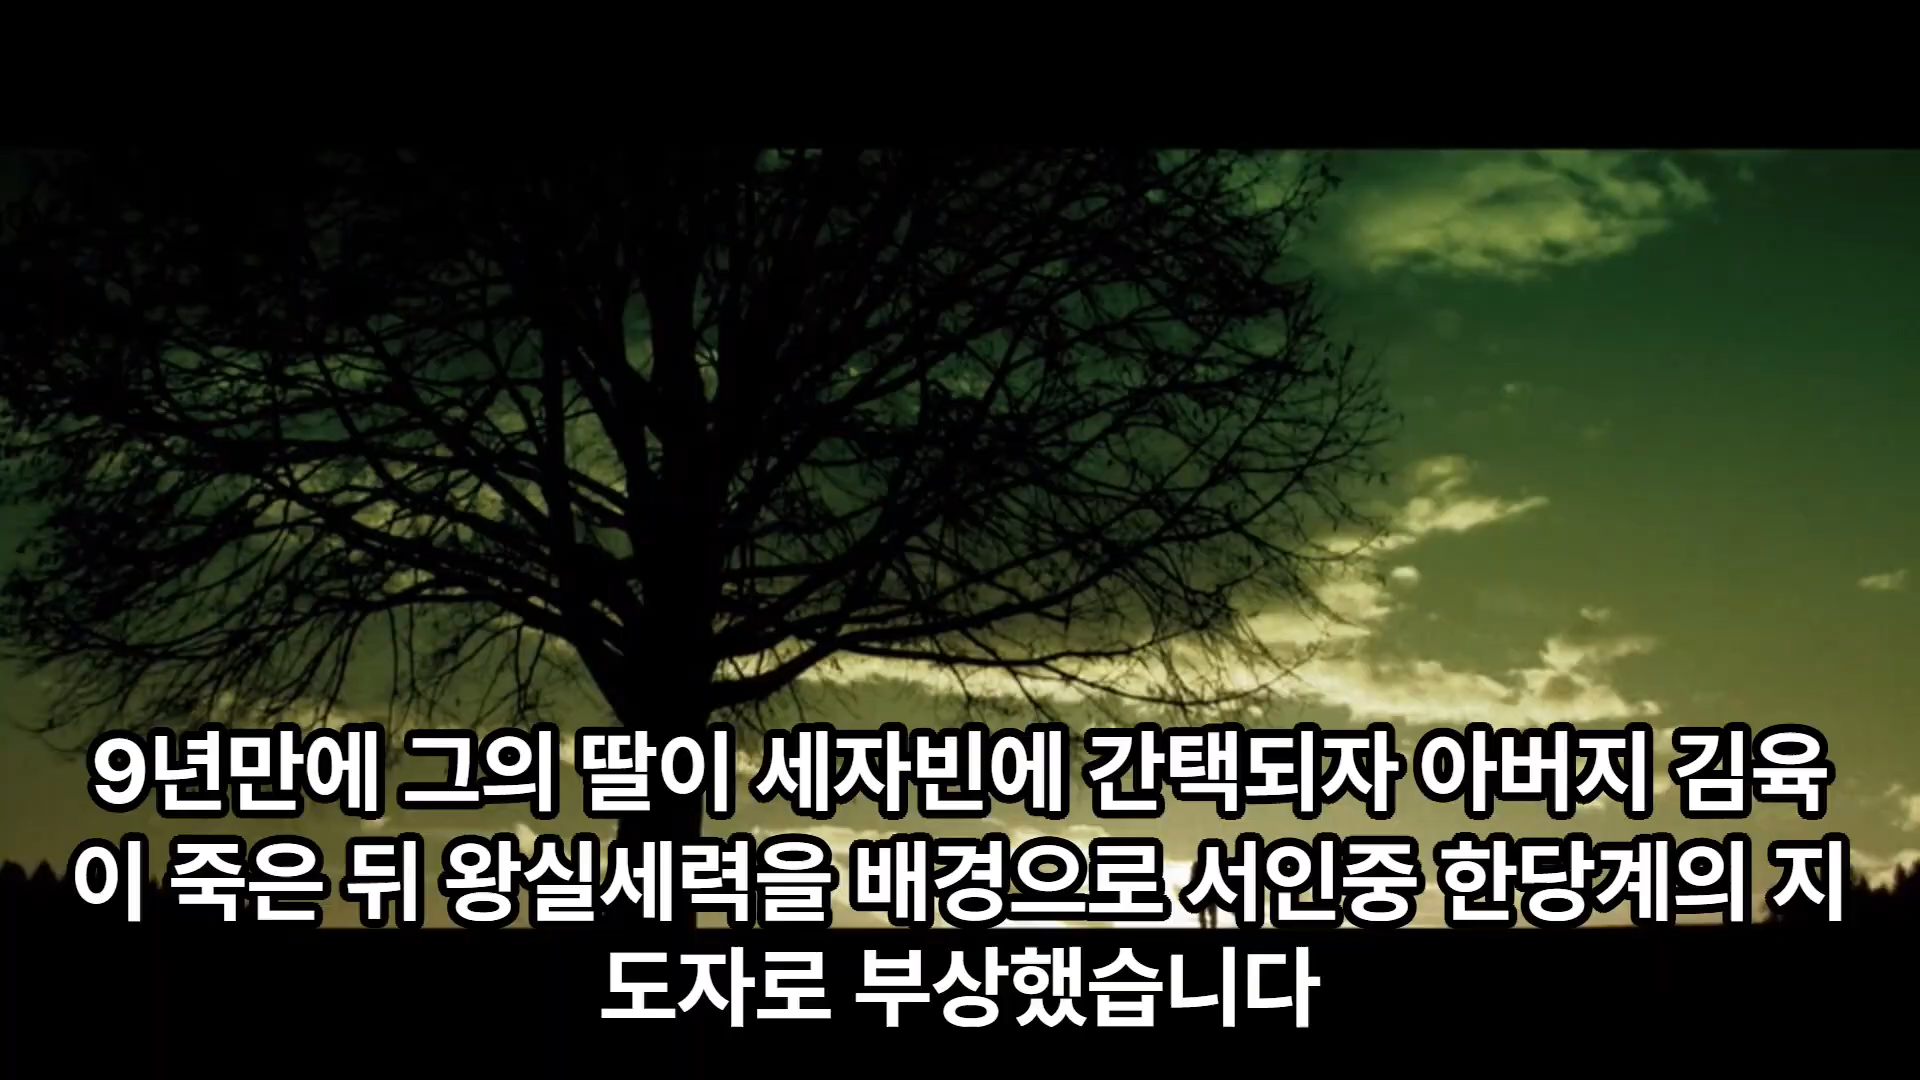 9년만에 그의 딸이 세자빈에 간택되자 아버지 김육
이 죽은 뒤 왕실세력을 배경으로 서인중 한당계의 지
도자로 부상했습니다